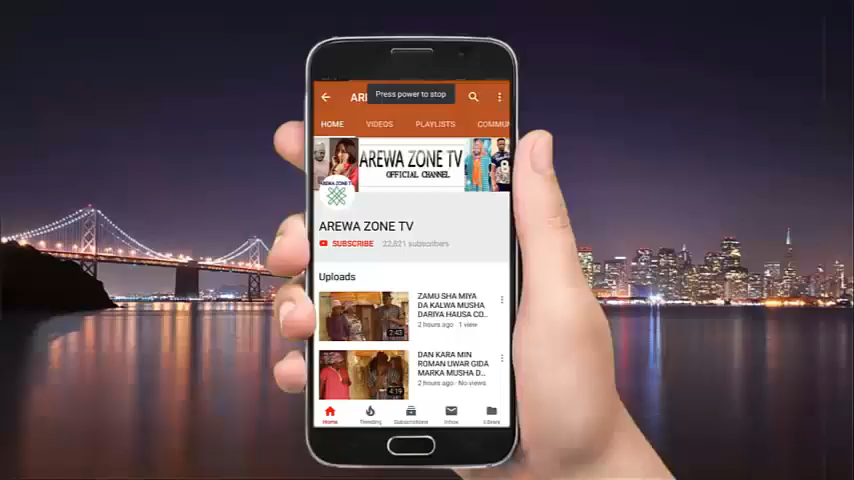 ARE
Press power to stop
HOME VIDEOS PLAYLISTS COMMUN
AREWA ZONE TV
OFFICIAL CHANNEL
AREWA ZONE T
AREWA ZONE TV
SUBSCRIBE 22,821 subscribers
Uploads
ZAMU SHA MIYA
DA KALWA MUSHA
DARIYA HAUSA CO...
2 hours ago · 1 view
2:43
DAN KARA MIN
ROMAN UWAR GIDA
MARKA MUSHA D...
2 hours ago · No views
4:19
Home Trending Subscriptions Inbox Library